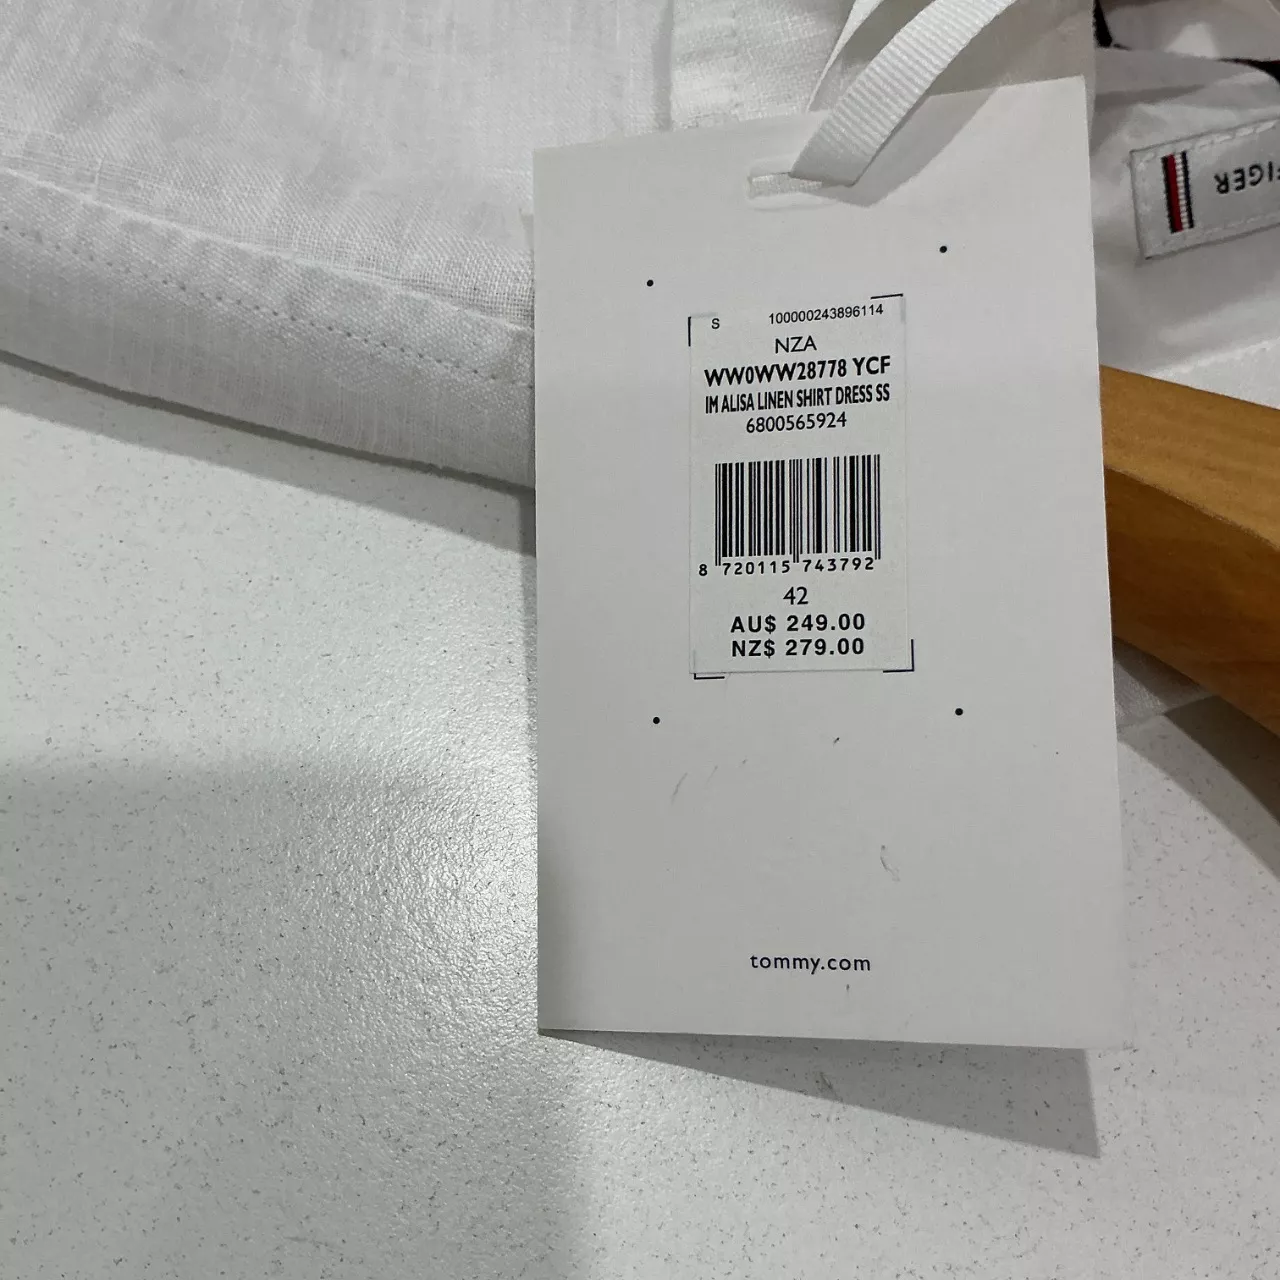 S 100000243896114
NZA
WW0WW28778 YCF
IM ALISA LINEN SHIRT DRESS SS
6800565924
8 720115 743792
42
AU$ 249.00
NZ$ 279.00
tommy.com
FIGER